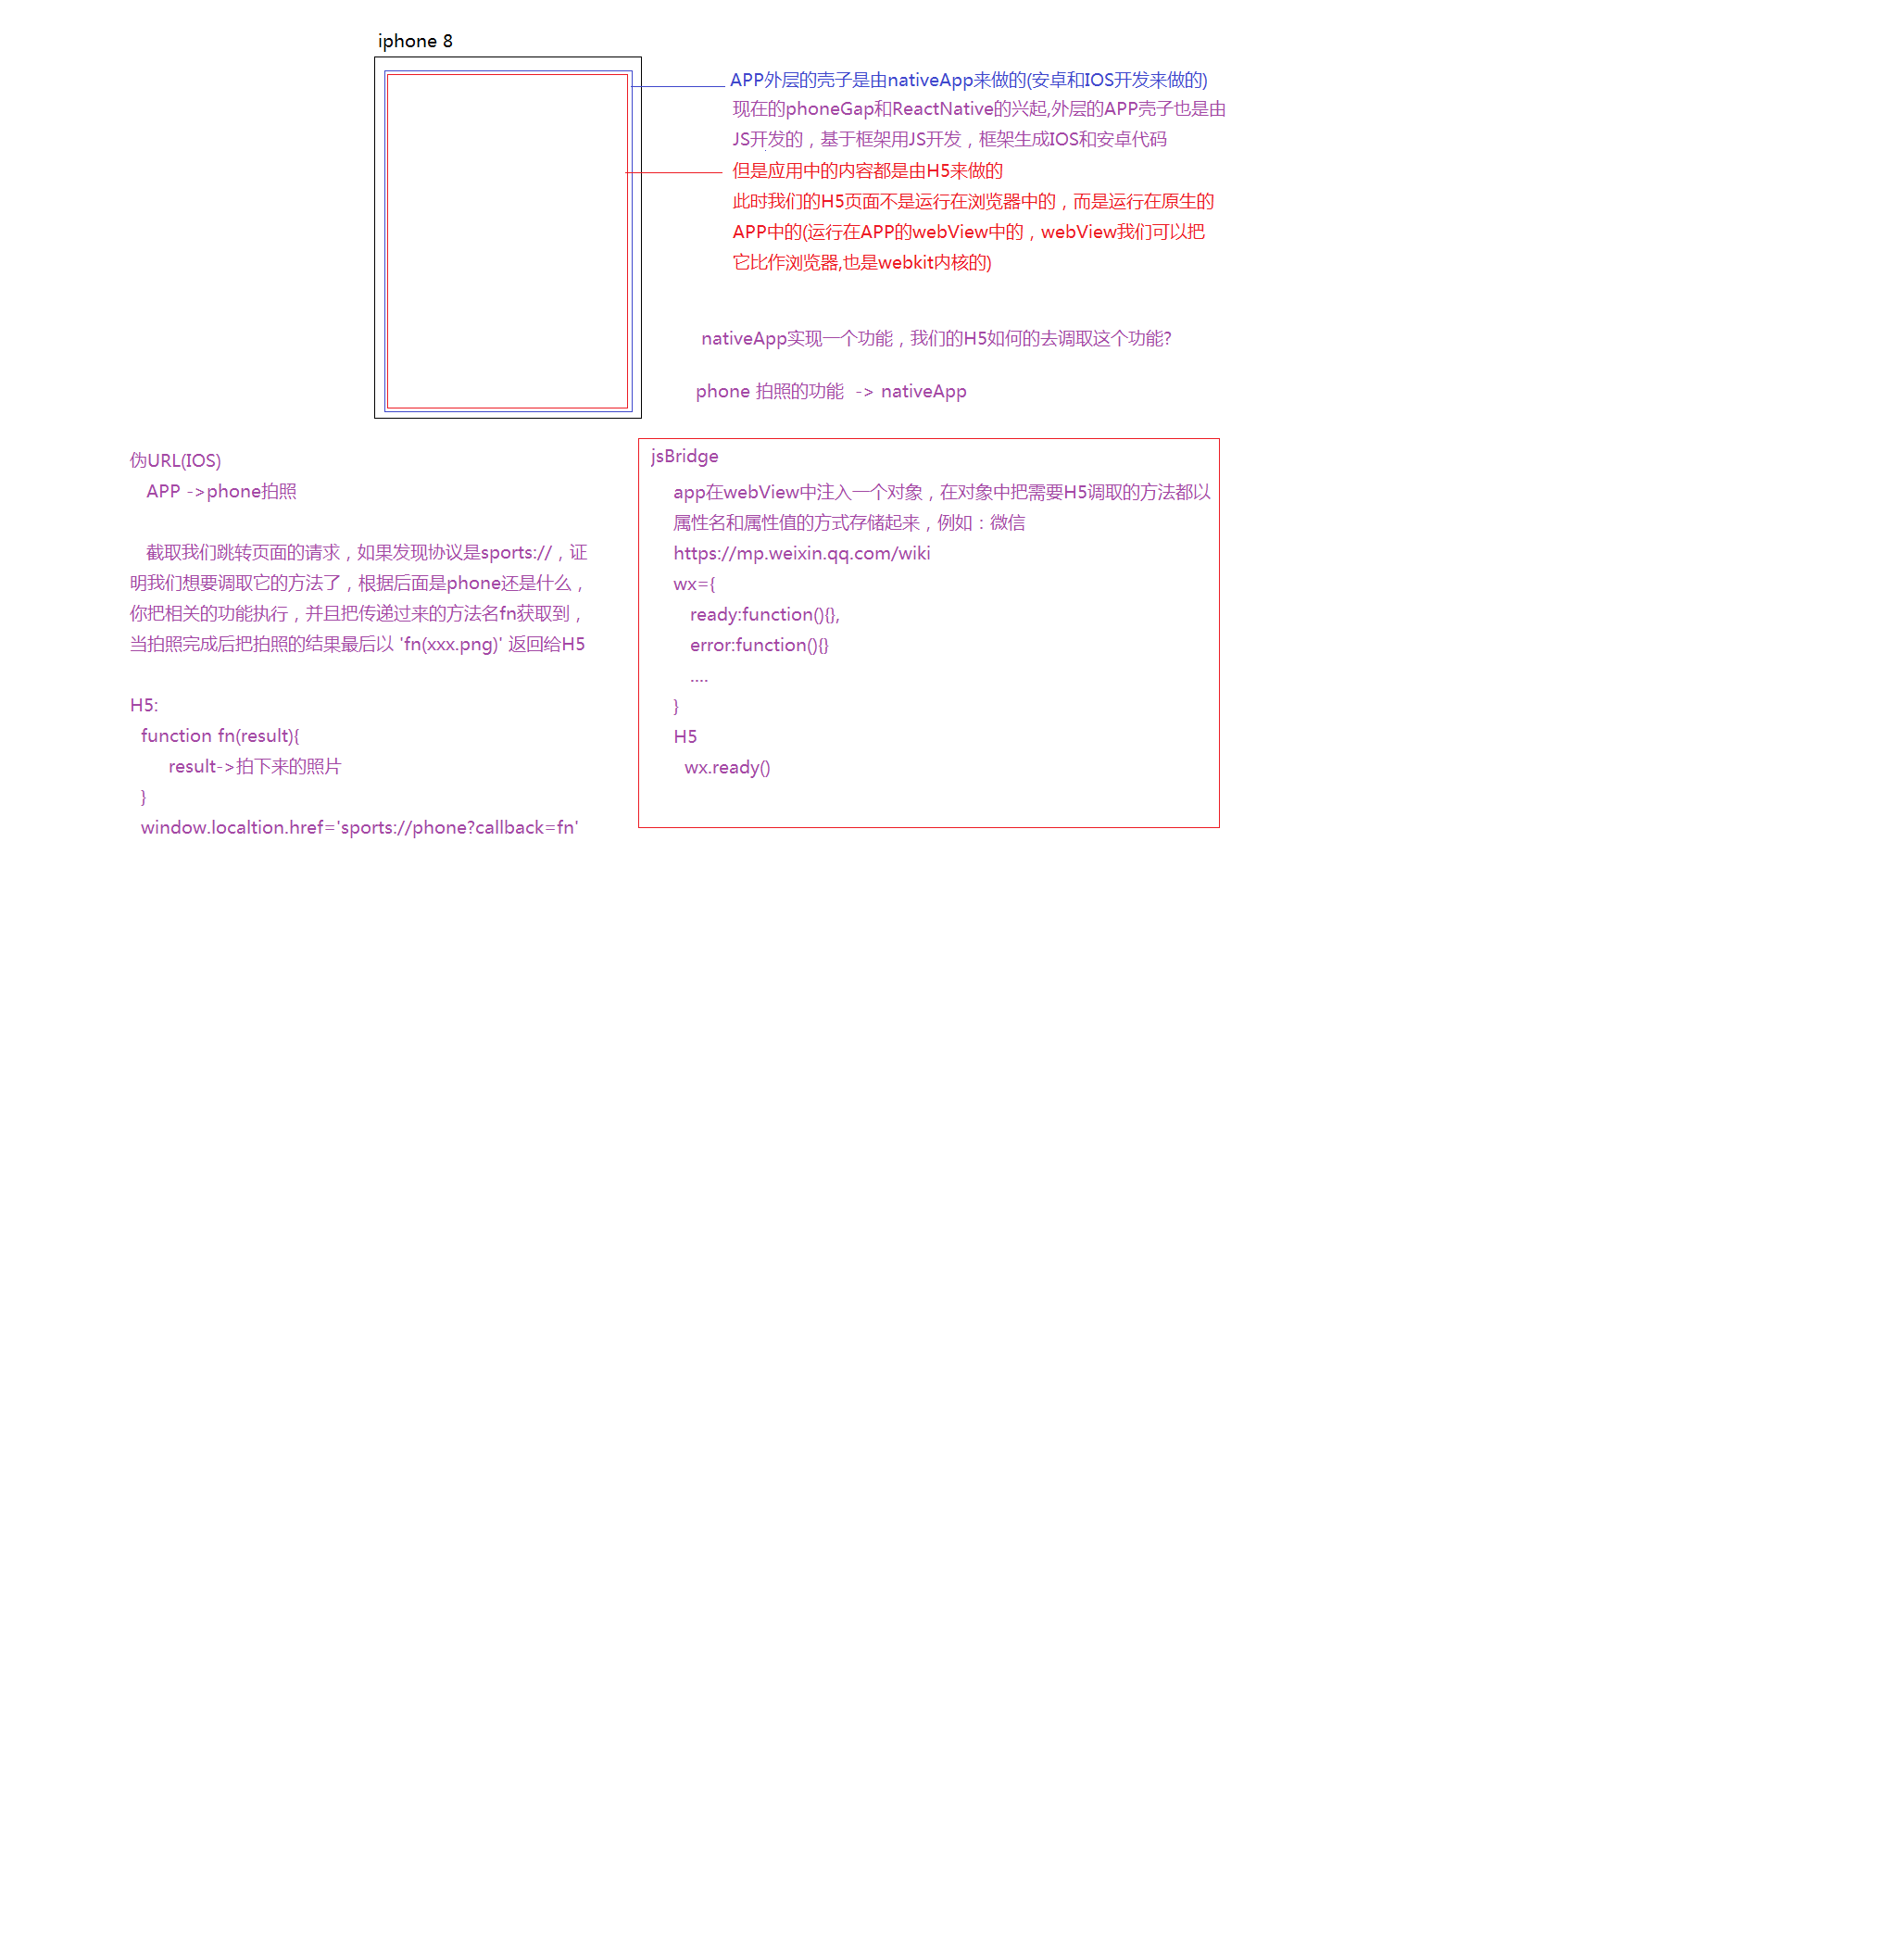 iphone 8
APP外层的壳子是由nativeApp来做的(安卓和IOS开发来做的)
现在的phoneGap和ReactNative的兴起,外层的APP壳子也是由
JS开发的，基于框架用JS开发，框架生成IOS和安卓代码
但是应用中的内容都是由H5来做的
此时我们的H5页面不是运行在浏览器中的，而是运行在原生的
APP中的(运行在APP的webView中的，webView我们可以把
它比作浏览器,也是webkit内核的)
nativeApp实现一个功能，我们的H5如何的去调取这个功能?
phone 拍照的功能  -> nativeApp
伪URL(IOS)
APP ->phone拍照
截取我们跳转页面的请求，如果发现协议是sports://，证
明我们想要调取它的方法了，根据后面是phone还是什么，
你把相关的功能执行，并且把传递过来的方法名fn获取到，
当拍照完成后把拍照的结果最后以 'fn(xxx.png)' 返回给H5
H5:
function fn(result){
result->拍下来的照片
}
window.localtion.href='sports://phone?callback=fn'
jsBridge
app在webView中注入一个对象，在对象中把需要H5调取的方法都以
属性名和属性值的方式存储起来，例如：微信
https://mp.weixin.qq.com/wiki
wx={
ready:function(){},
error:function(){}
....
}
H5
wx.ready()